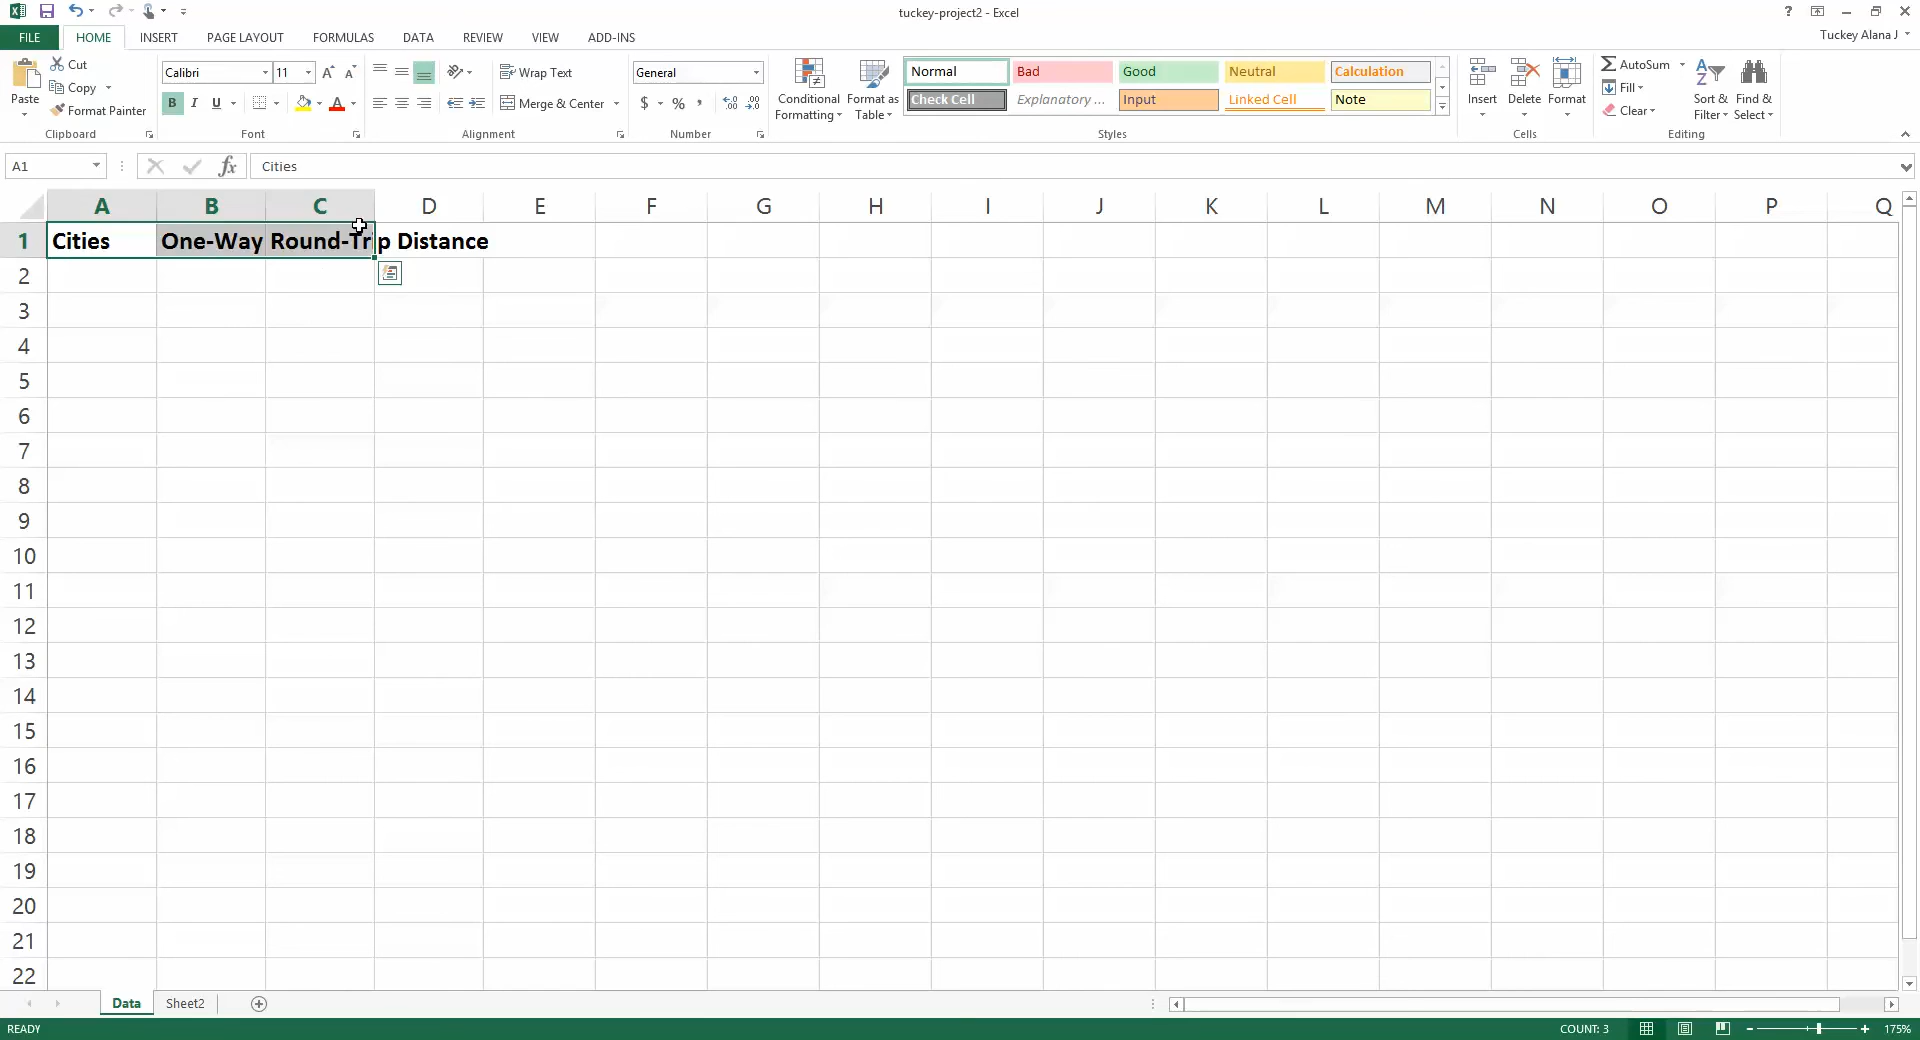 tuckey-project2 - Excel
?
FILE HOME INSERT PAGE LAYOUT FORMULAS DATA REVIEW VIEW ADD-INS
Tuckey Alana J
Paste
Cut
Copy
Format Painter
Clipboard
Calibri 11 A A
B I U A
Font
Wrap Text
Merge & Center
Alignment
General
$ % ,
Number
Conditional Formatting
Format as Table
Normal Bad Good Neutral Calculation
Check Cell Explanatory ... Input Linked Cell Note
Styles
Insert Delete Format
Cells
AutoSum
Fill
Clear
Sort & Filter
Find & Select
Editing
A1 fx Cities
A B C D E F G H I J K L M N O P Q
1 Cities One-Way Round-Trip Distance
2
3
4
5
6
7
8
9
10
11
12
13
14
15
16
17
18
19
20
21
22
Data Sheet2
READY COUNT: 3 175%